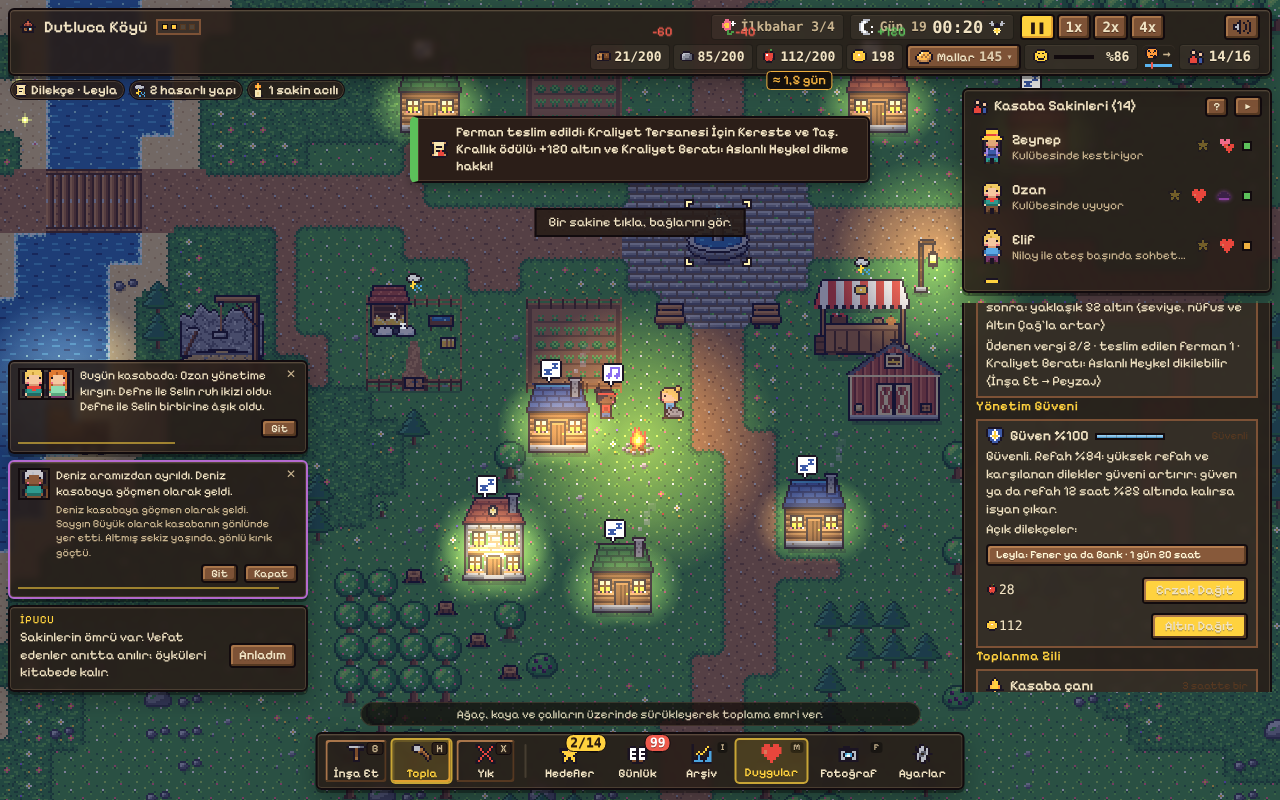 Dutluca Köyü
-60
İlkbahar 3/4
-40
Gün 19 00:20
+180
1x
2x
4x
21/200
85/200
112/200
198
Mallar 145
%86
14/16
≈ 1,8 gün
Dilekçe · Leyla
2 hasarlı yapı
1 sakin acılı
Ferman teslim edildi: Kraliyet Tersanesi İçin Kereste ve Taş.
Krallık ödülü: +180 altın ve Kraliyet Beratı: Aslanlı Heykel dikme
hakkı!
Bir sakine tıkla, bağlarını gör.
Kasaba Sakinleri (14)
?
Zeynep
Kulübesinde kestiriyor
Ozan
Kulübesinde uyuyor
Elif
Nilay ile ateş başında sohbet...
sonra: yaklaşık 92 altın (seviye, nüfus ve
Altın Çağ'la artar)
Ödenen vergi 2/2 · teslim edilen Ferman 1 ·
Kraliyet Beratı: Aslanlı Heykel dikilebilir
(İnşa Et → Peyzaj)
Yönetim Güveni
Güven %100
Güvenli
Güvenli. Refah %84: yüksek refah ve
karşılanan dilekler güveni artırır; güven
ya da refah 12 saat %25 altında kalırsa
isyan çıkar.
Açık dilekçeler:
Leyla: Fener ya da Bank · 1 gün 20 saat
28
Erzak Dağıt
112
Altın Dağıt
Toplanma Zili
Kasaba çanı
3 saatte bir
Bugün kasabada: Ozan yönetime
kırgın; Defne ile Selin ruh ikizi oldu;
Defne ile Selin birbirine âşık oldu.
Git
Deniz aramızdan ayrıldı. Deniz
kasabaya göçmen olarak geldi.
Deniz kasabaya göçmen olarak geldi.
Saygın Büyük olarak kasabanın gönlünde
yer etti. Altmış sekiz yaşında, gönlü kırık
göçtü.
Git
Kapat
İPUCU
Sakinlerin ömrü var. Vefat
edenler anıtta anılır; öyküleri
kitabede kalır.
Anladım
Ağaç, kaya ve çalıların üzerinde sürükleyerek toplama emri ver.
B
İnşa Et
H
Topla
X
Yık
2/14
Hedefler
99
Günlük
I
Arşiv
M
Duygular
F
Fotoğraf
Ayarlar